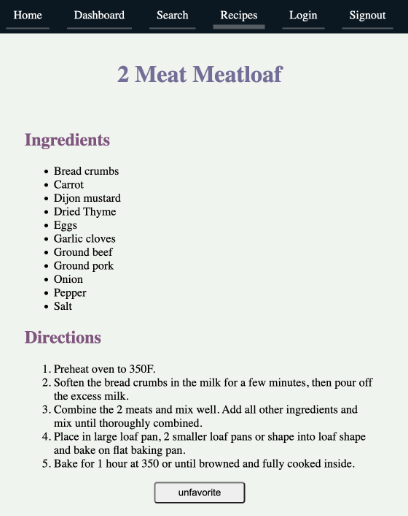 Home Dashboard Search Recipes Login Signout
2 Meat Meatloaf
Ingredients
• Bread crumbs
• Carrot
• Dijon mustard
• Dried Thyme
• Eggs
• Garlic cloves
• Ground beef
• Ground pork
• Onion
• Pepper
• Salt
Directions
1. Preheat oven to 350F.
2. Soften the bread crumbs in the milk for a few minutes, then pour off
the excess milk.
3. Combine the 2 meats and mix well. Add all other ingredients and
mix until thoroughly combined.
4. Place in large loaf pan, 2 smaller loaf pans or shape into loaf shape
and bake on flat baking pan.
5. Bake for 1 hour at 350 or until browned and fully cooked inside.
unfavorite